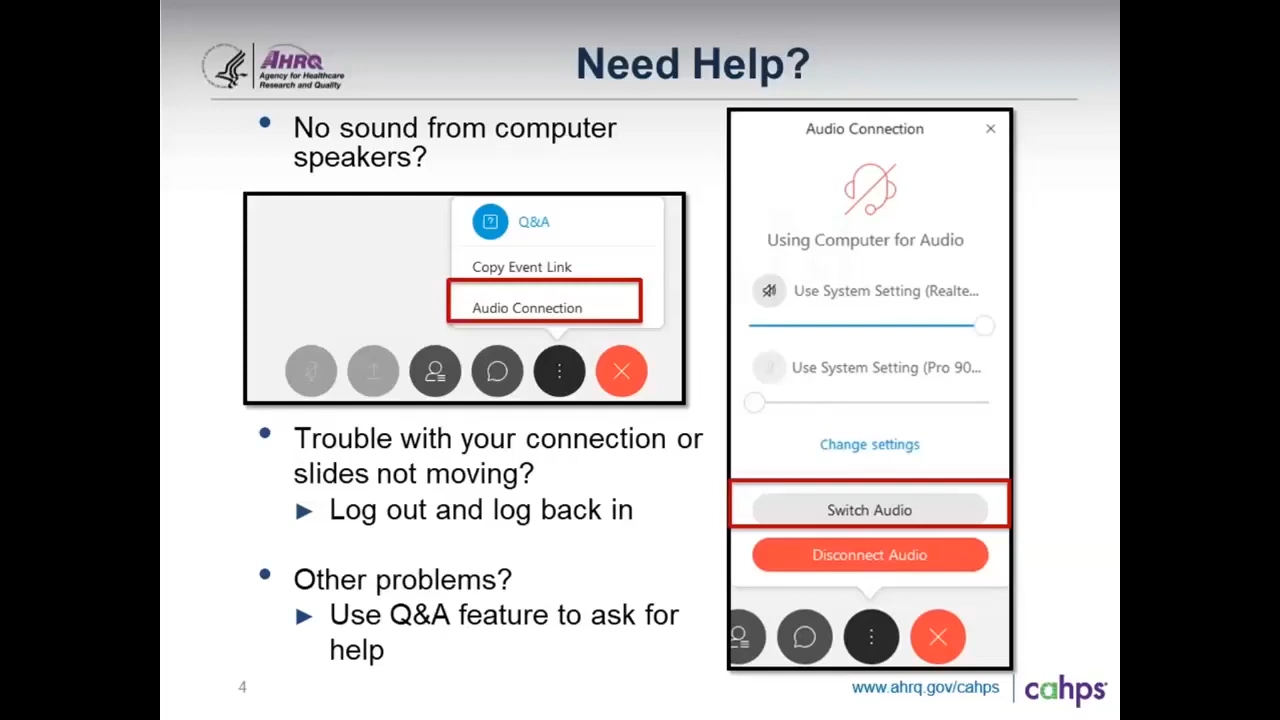 AHRQ
Agency for Healthcare
Research and Quality
Need Help?
• No sound from computer
speakers?
Q&A
Copy Event Link
Audio Connection
• Trouble with your connection or
slides not moving?
► Log out and log back in
• Other problems?
► Use Q&A feature to ask for
help
Audio Connection
Using Computer for Audio
Use System Setting (Realte...
Use System Setting (Pro 90...
Change settings
Switch Audio
Disconnect Audio
4
www.ahrq.gov/cahps
cahps